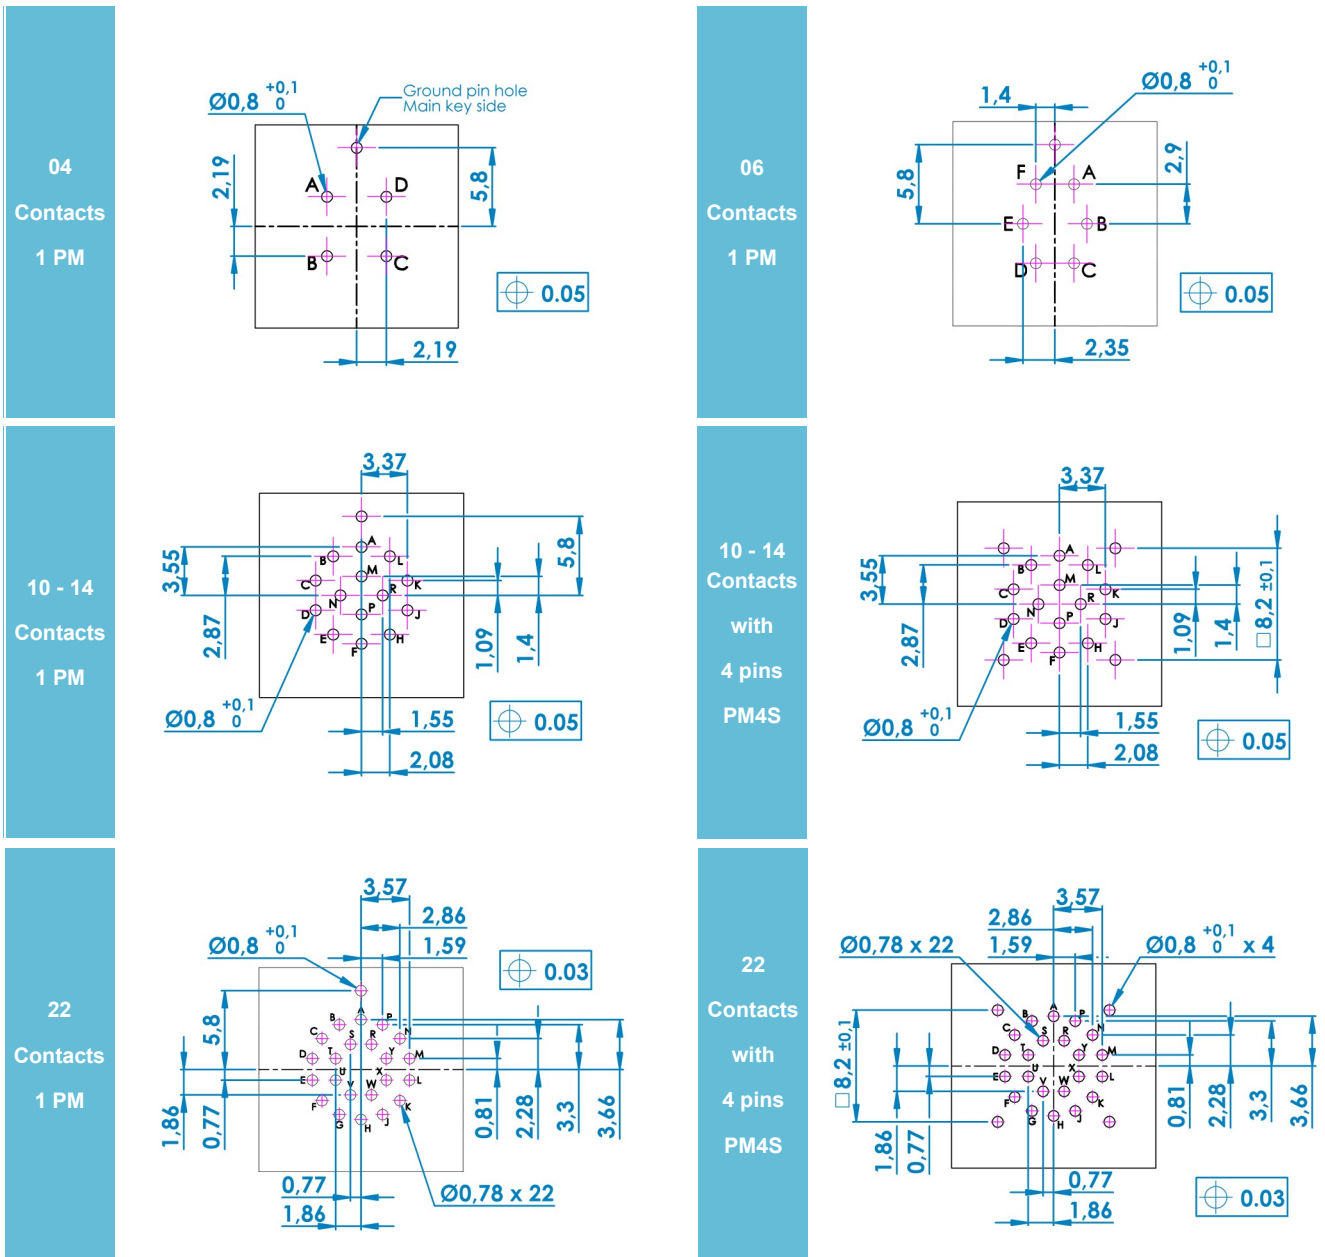 04
Contacts
1 PM
Ø0,8 +0,1 0
Ground pin hole
Main key side
2,19
A
D
5,8
B
C
0.05
2,19
06
Contacts
1 PM
1,4
Ø0,8 +0,1 0
5,8
F
A
2,9
E
B
D
C
0.05
2,35
10 - 14
Contacts
1 PM
3,37
A
B
L
5,8
3,55
M
C
K
2,87
N
R
P
D
J
1,09
1,4
E
H
F
Ø0,8 +0,1 0
1,55
0.05
2,08
10 - 14
Contacts
with
4 pins
PM4S
3,37
A
B
L
3,55
M
C
K
□8,2 ±0,1
2,87
N
R
P
D
J
1,09
1,4
E
H
F
Ø0,8 +0,1 0
1,55
0.05
2,08
22
Contacts
1 PM
3,57
2,86
Ø0,8 +0,1 0
1,59
0.03
A
B
P
5,8
C
S
R
N
D
T
Y
M
E
U
X
L
V
W
F
K
G
H
J
1,86
0,77
0,81
2,28
3,3
3,66
0,77
Ø0,78 x 22
1,86
22
Contacts
with
4 pins
PM4S
3,57
2,86
Ø0,78 x 22
1,59
Ø0,8 +0,1 0 x 4
A
B
P
□8,2 ±0,1
C
S
R
N
D
T
Y
M
E
U
X
L
V
W
F
K
G
H
J
1,86
0,77
0,81
2,28
3,3
3,66
0,77
1,86
0.03